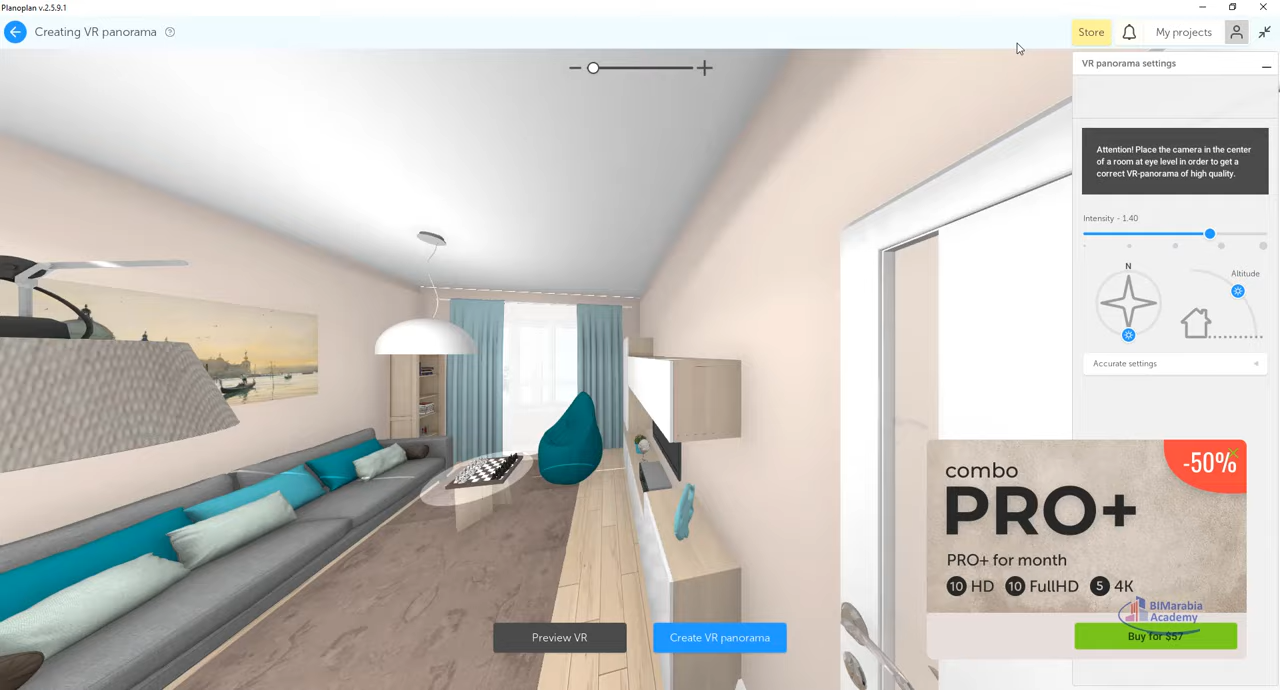 Planoplan v.2.5.9.1
Creating VR panorama
Store
My projects
VR panorama settings
Attention! Place the camera in the center
of a room at eye level in order to get a
correct VR-panorama of high quality.
Intensity - 1.40
N
Altitude
Accurate settings
-50%
combo
PRO+
PRO+ for month
10 HD 10 FullHD 5 4K
BIMarabia
Academy
Buy for $57
Preview VR
Create VR panorama